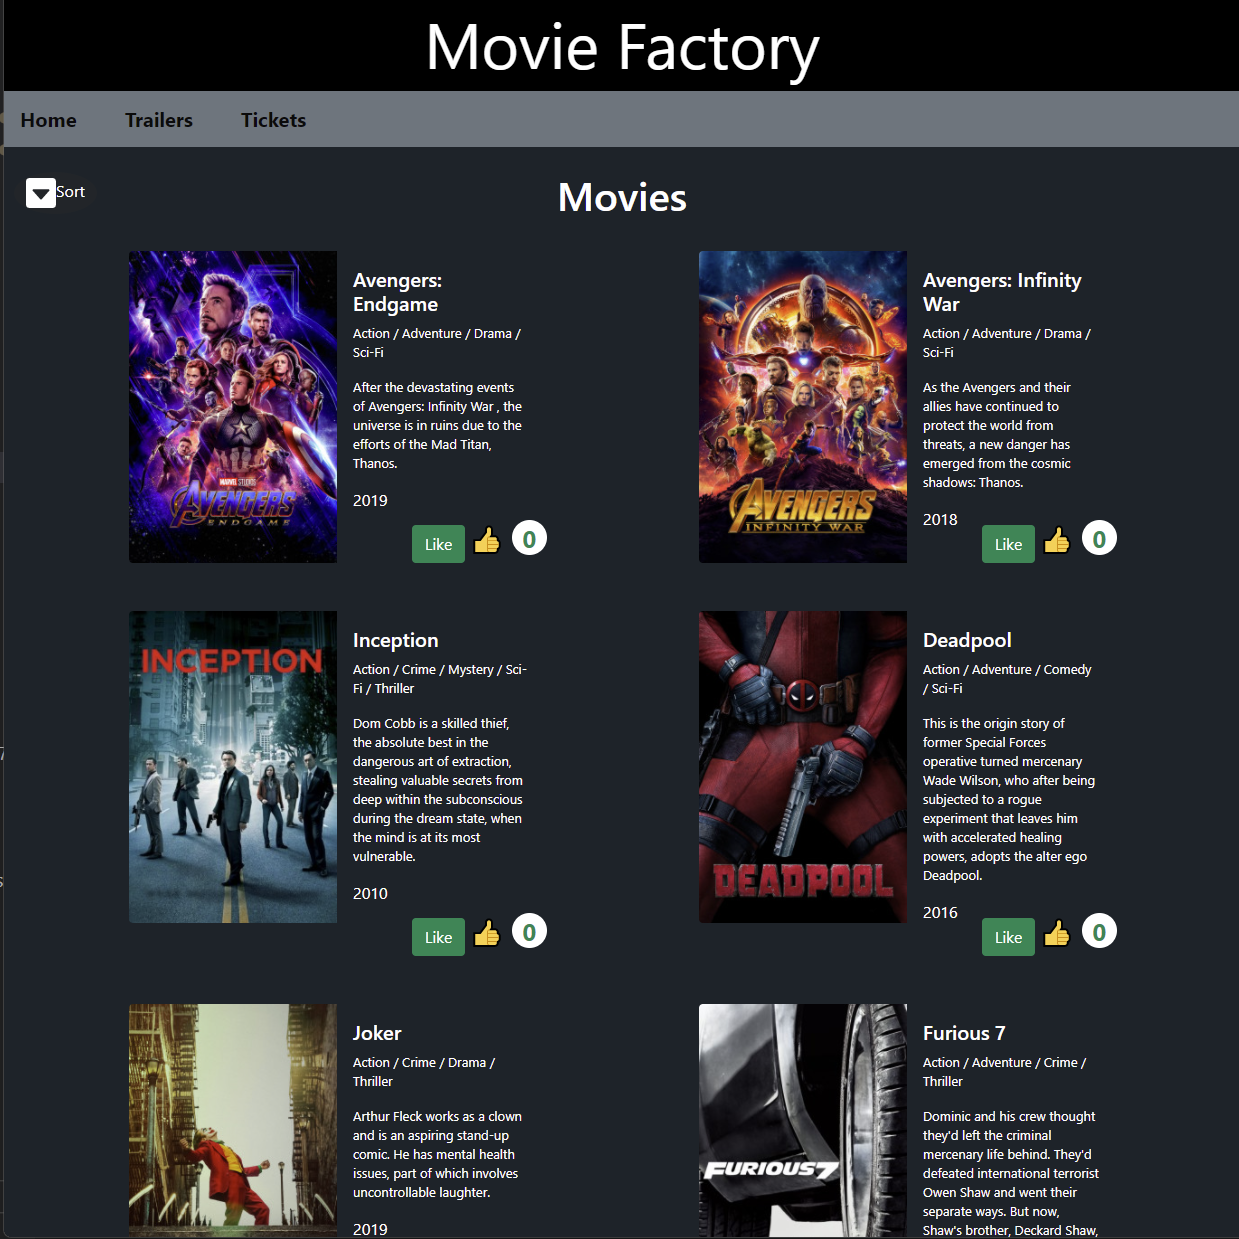 Movie Factory
Home
Trailers
Tickets
Sort
Movies
MARVEL STUDIOS
AVENGERS
ENDGAME
Avengers:
Endgame
Action / Adventure / Drama /
Sci-Fi
After the devastating events
of Avengers: Infinity War , the
universe is in ruins due to the
efforts of the Mad Titan,
Thanos.
2019
Like
0
AVENGERS
INFINITY WAR
Avengers: Infinity
War
Action / Adventure / Drama /
Sci-Fi
As the Avengers and their
allies have continued to
protect the world from
threats, a new danger has
emerged from the cosmic
shadows: Thanos.
2018
Like
0
INCEPTION
Inception
Action / Crime / Mystery / Sci-
Fi / Thriller
Dom Cobb is a skilled thief,
the absolute best in the
dangerous art of extraction,
stealing valuable secrets from
deep within the subconscious
during the dream state, when
the mind is at its most
vulnerable.
2010
Like
0
DEADPOOL
Deadpool
Action / Adventure / Comedy
/ Sci-Fi
This is the origin story of
former Special Forces
operative turned mercenary
Wade Wilson, who after being
subjected to a rogue
experiment that leaves him
with accelerated healing
powers, adopts the alter ego
Deadpool.
2016
Like
0
Joker
Action / Crime / Drama /
Thriller
Arthur Fleck works as a clown
and is an aspiring stand-up
comic. He has mental health
issues, part of which involves
uncontrollable laughter.
2019
FURIOUS 7
Furious 7
Action / Adventure / Crime /
Thriller
Dominic and his crew thought
they'd left the criminal
mercenary life behind. They'd
defeated international terrorist
Owen Shaw and went their
separate ways. But now,
Shaw's brother, Deckard Shaw,